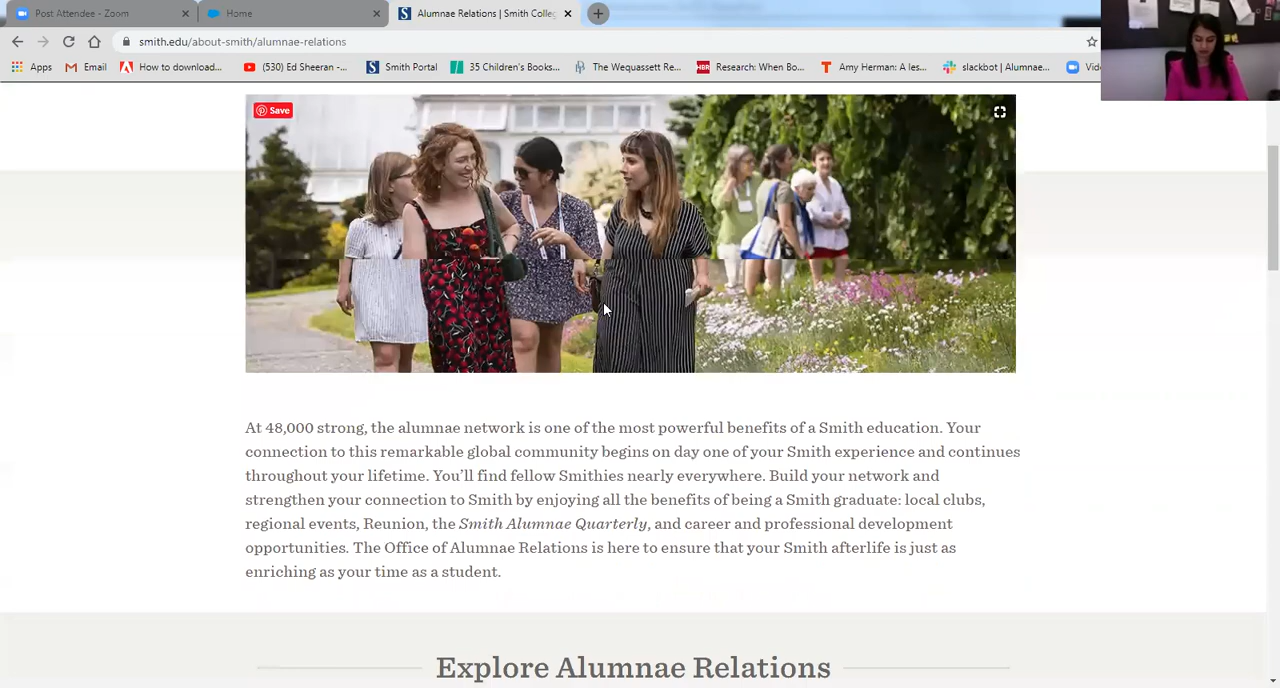 Post Attendee - Zoom
Home
Alumnae Relations | Smith Colleg
smith.edu/about-smith/alumnae-relations
Apps
Email
How to download...
(530) Ed Sheeran -...
Smith Portal
35 Children's Books...
The Wequassett Re...
HBR
Research: When Bo...
Amy Herman: A les...
slackbot | Alumnae...
Save
At 48,000 strong, the alumnae network is one of the most powerful benefits of a Smith education. Your
connection to this remarkable global community begins on day one of your Smith experience and continues
throughout your lifetime. You'll find fellow Smithies nearly everywhere. Build your network and
strengthen your connection to Smith by enjoying all the benefits of being a Smith graduate: local clubs,
regional events, Reunion, the Smith Alumnae Quarterly, and career and professional development
opportunities. The Office of Alumnae Relations is here to ensure that your Smith afterlife is just as
enriching as your time as a student.
Explore Alumnae Relations